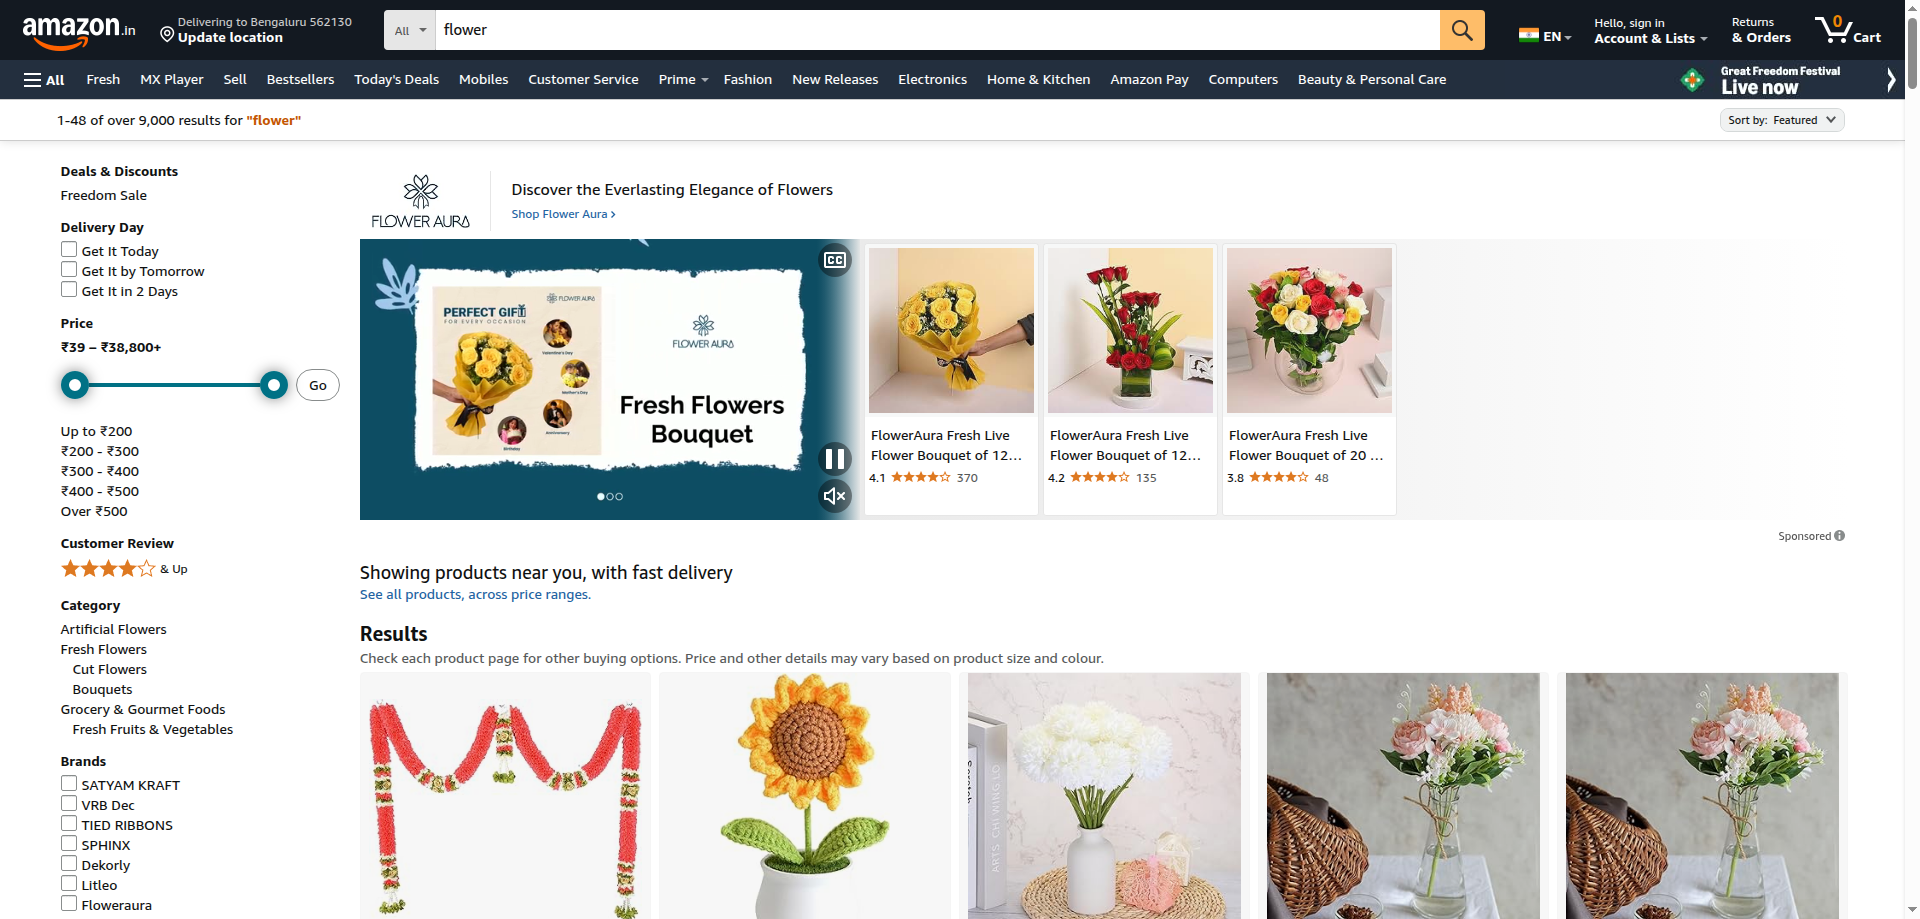 amazon.in
Delivering to Bengaluru 562130
Update location
All
flower
EN
Hello, sign in
Account & Lists
Returns
& Orders
0
Cart
All
Fresh
MX Player
Sell
Bestsellers
Today's Deals
Mobiles
Customer Service
Prime
Fashion
New Releases
Electronics
Home & Kitchen
Amazon Pay
Computers
Beauty & Personal Care
Great Freedom Festival
Live now
1-48 of over 9,000 results for "flower"
Sort by: Featured
Deals & Discounts
Freedom Sale
Delivery Day
Get It Today
Get It by Tomorrow
Get It in 2 Days
Price
₹39 – ₹38,800+
Go
Up to ₹200
₹200 - ₹300
₹300 - ₹400
₹400 - ₹500
Over ₹500
Customer Review
& Up
Category
Artificial Flowers
Fresh Flowers
Cut Flowers
Bouquets
Grocery & Gourmet Foods
Fresh Fruits & Vegetables
Brands
SATYAM KRAFT
VRB Dec
TIED RIBBONS
SPHINX
Dekorly
Litleo
Floweraura
FLOWER AURA
Discover the Everlasting Elegance of Flowers
Shop Flower Aura ›
CC
FLOWER AURA
PERFECT GIFT
FOR EVERY OCCASION
Valentine's Day
Mother's Day
Anniversary
Birthday
FLOWER AURA
Fresh Flowers
Bouquet
FlowerAura Fresh Live
Flower Bouquet of 12...
4.1 370
FlowerAura Fresh Live
Flower Bouquet of 12...
4.2 135
FlowerAura Fresh Live
Flower Bouquet of 20 ...
3.8 48
Sponsored
Showing products near you, with fast delivery
See all products, across price ranges.
Results
Check each product page for other buying options. Price and other details may vary based on product size and colour.